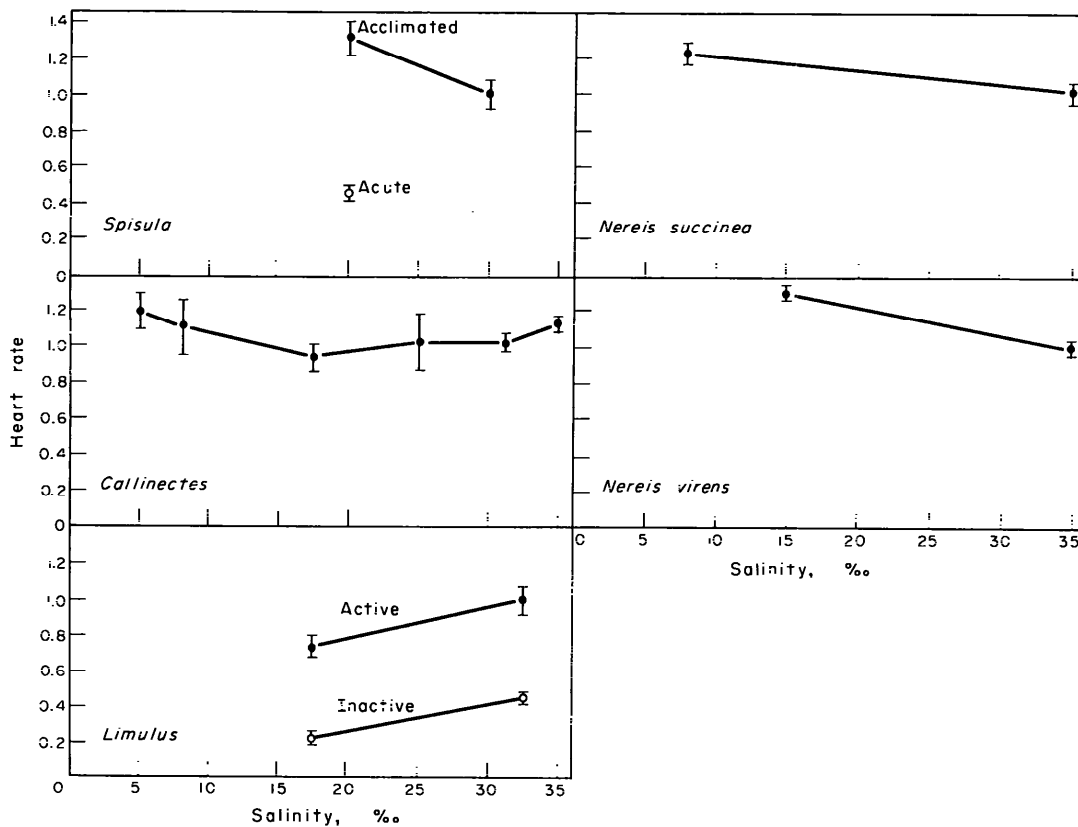 1.4
1.2
1.0
0.8
0.6
0.4
0.2
0
Acclimated
Acute
Spisula
Nereis succinea
1.2
1.0
0.8
0.6
0.4
0.2
0
Heart rate
Callinectes
Nereis virens
0 5 10 15 20 25 30 35
Salinity, ‰
1.2
1.0
0.8
0.6
0.4
0.2
Active
Inactive
Limulus
0 5 10 15 20 25 30 35
Salinity, ‰